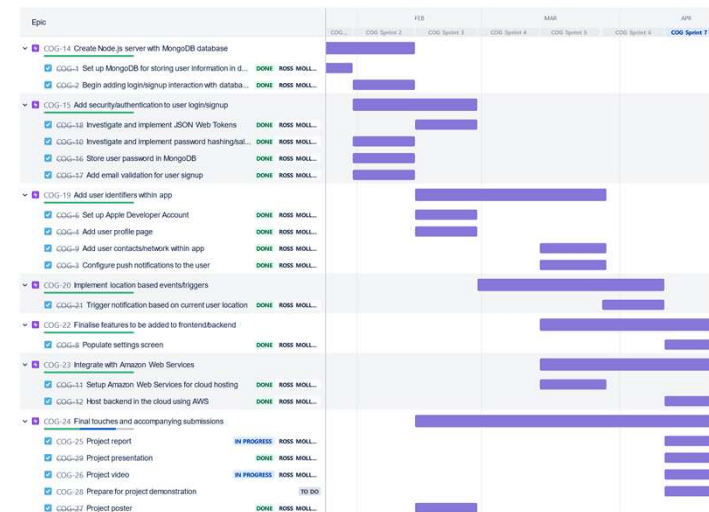 Epic
FEB
MAR
APR
COG...
COG Sprint 2
COG Sprint 3
COG Sprint 4
COG Sprint 5
COG Sprint 6
COG Sprint 7
COG-14 Create Node.js server with MongoDB database
COG-1 Set up MongoDB for storing user information in d... DONE ROSS MOLL...
COG-2 Begin adding login/signup interaction with databa... DONE ROSS MOLL...
COG-15 Add security/authentication to user login/signup
COG-18 Investigate and implement JSON Web Tokens DONE ROSS MOLL...
COG-10 Investigate and implement password hashing/sal... DONE ROSS MOLL...
COG-16 Store user password in MongoDB DONE ROSS MOLL...
COG-17 Add email validation for user signup DONE ROSS MOLL...
COG-19 Add user identifiers within app
COG-6 Set up Apple Developer Account DONE ROSS MOLL...
COG-4 Add user profile page DONE ROSS MOLL...
COG-9 Add user contacts/network within app DONE ROSS MOLL...
COG-3 Configure push notifications to the user DONE ROSS MOLL...
COG-20 Implement location based events/triggers
COG-21 Trigger notification based on current user location DONE ROSS MOLL...
COG-22 Finalise features to be added to frontend/backend
COG-8 Populate settings screen DONE ROSS MOLL...
COG-23 Integrate with Amazon Web Services
COG-11 Setup Amazon Web Services for cloud hosting DONE ROSS MOLL...
COG-12 Host backend in the cloud using AWS DONE ROSS MOLL...
COG-24 Final touches and accompanying submissions
COG-25 Project report IN PROGRESS ROSS MOLL...
COG-29 Project presentation DONE ROSS MOLL...
COG-26 Project video IN PROGRESS ROSS MOLL...
COG-28 Prepare for project demonstration TO DO
COG-27 Project poster DONE ROSS MOLL...